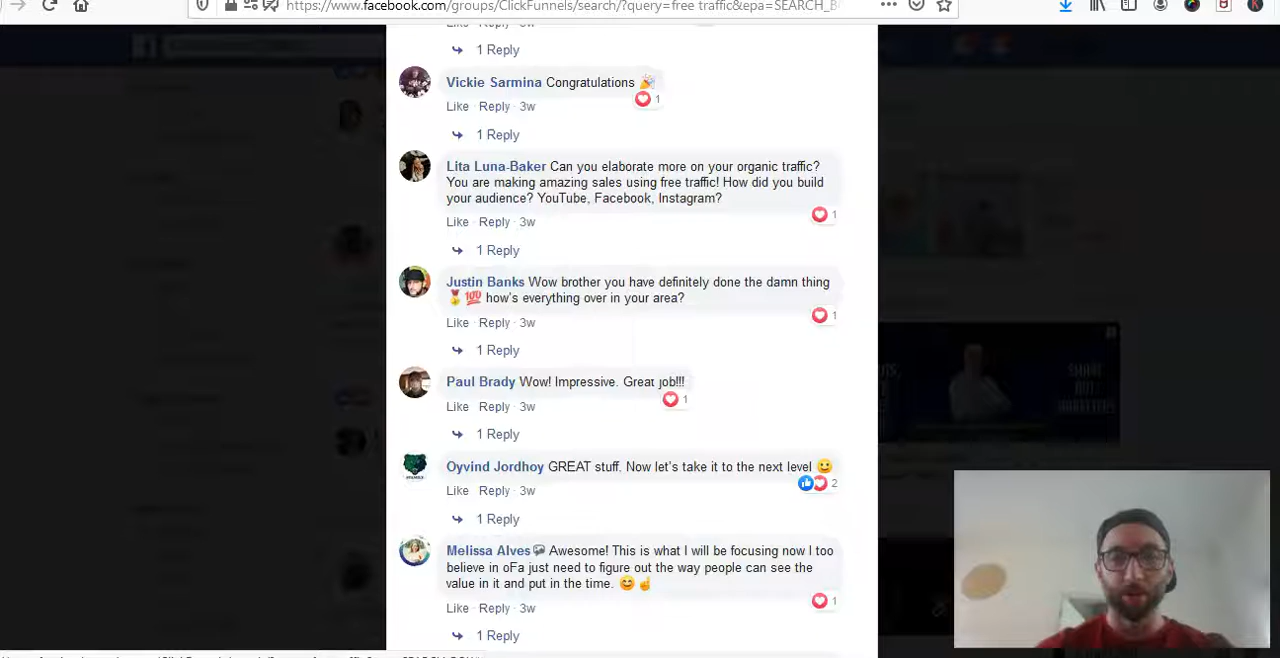 https://www.facebook.com/groups/ClickFunnels/search/?query=free traffic&epa=SEARCH_B
Like Reply 3w
1 Reply
Vickie Sarmina Congratulations 🎉
1
Like · Reply · 3w
1 Reply
Lita Luna-Baker Can you elaborate more on your organic traffic?
You are making amazing sales using free traffic! How did you build
your audience? YouTube, Facebook, Instagram?
1
Like · Reply · 3w
1 Reply
Justin Banks Wow brother you have definitely done the damn thing
🏅💯 how's everything over in your area?
1
Like · Reply · 3w
1 Reply
Paul Brady Wow! Impressive. Great job!!!
1
Like · Reply · 3w
1 Reply
Oyvind Jordhoy GREAT stuff. Now let's take it to the next level 🙂
2
Like · Reply · 3w
1 Reply
Melissa Alves Awesome! This is what I will be focusing now I too
believe in oFa just need to figure out the way people can see the
value in it and put in the time. 😊☝
1
Like · Reply · 3w
1 Reply